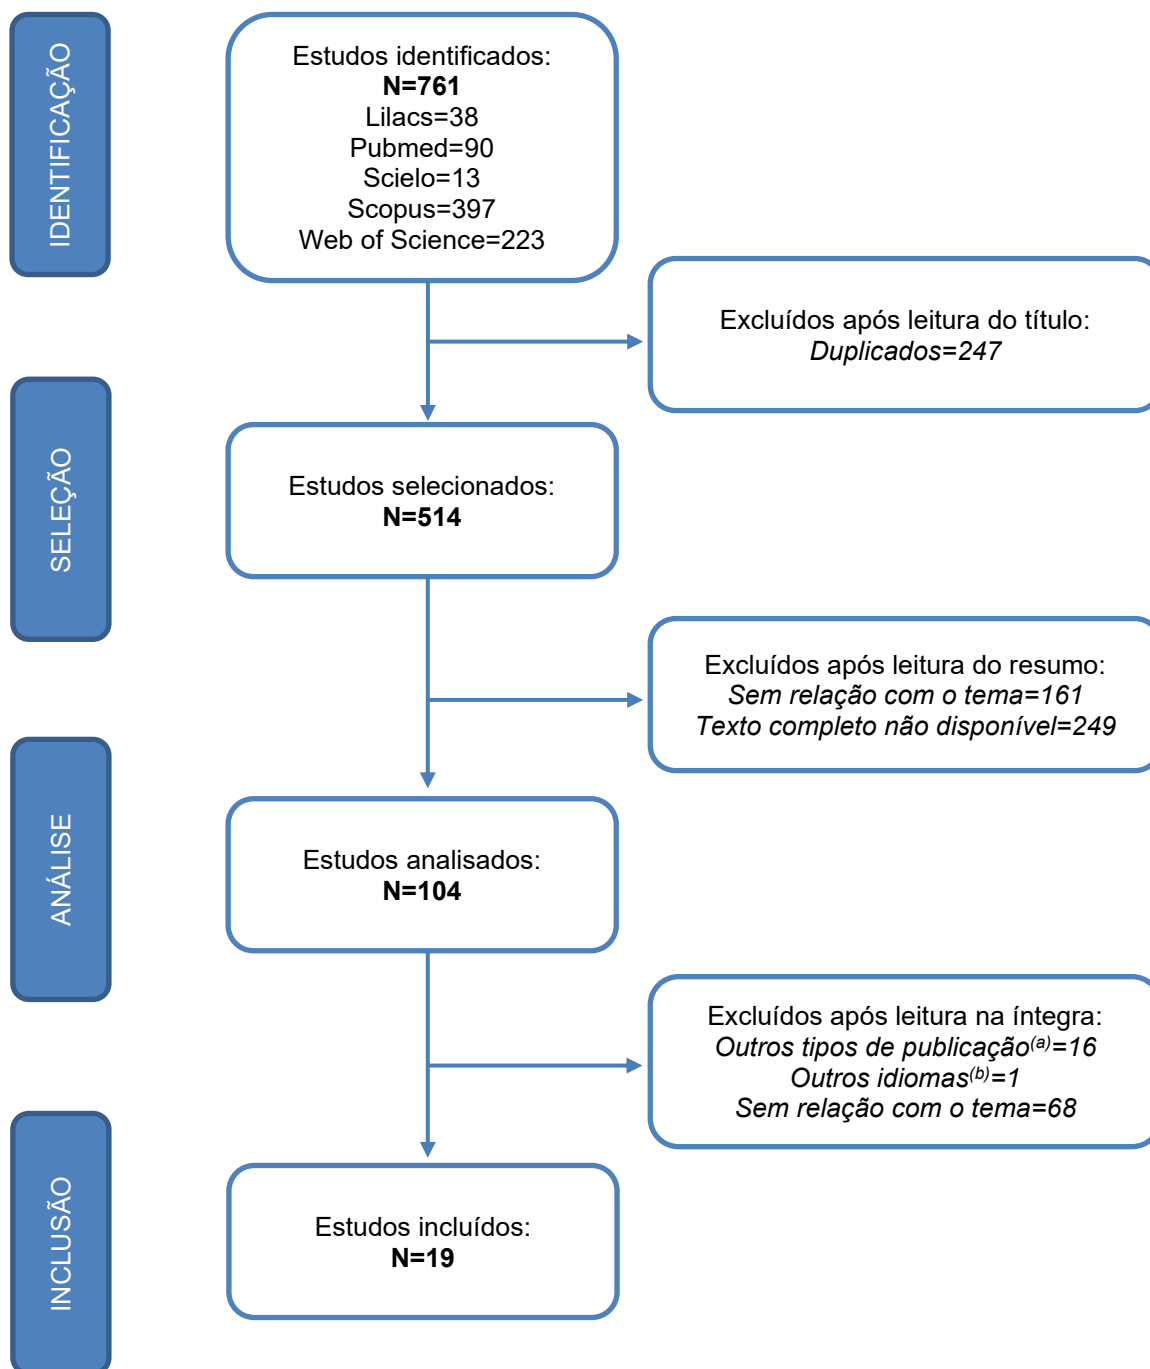 IDENTIFICAÇÃO
Estudos identificados:
N=761
Lilacs=38
Pubmed=90
Scielo=13
Scopus=397
Web of Science=223
Excluídos após leitura do título:
Duplicados=247
SELEÇÃO
Estudos selecionados:
N=514
Excluídos após leitura do resumo:
Sem relação com o tema=161
Texto completo não disponível=249
ANÁLISE
Estudos analisados:
N=104
Excluídos após leitura na íntegra:
Outros tipos de publicação(a)=16
Outros idiomas(b)=1
Sem relação com o tema=68
INCLUSÃO
Estudos incluídos:
N=19